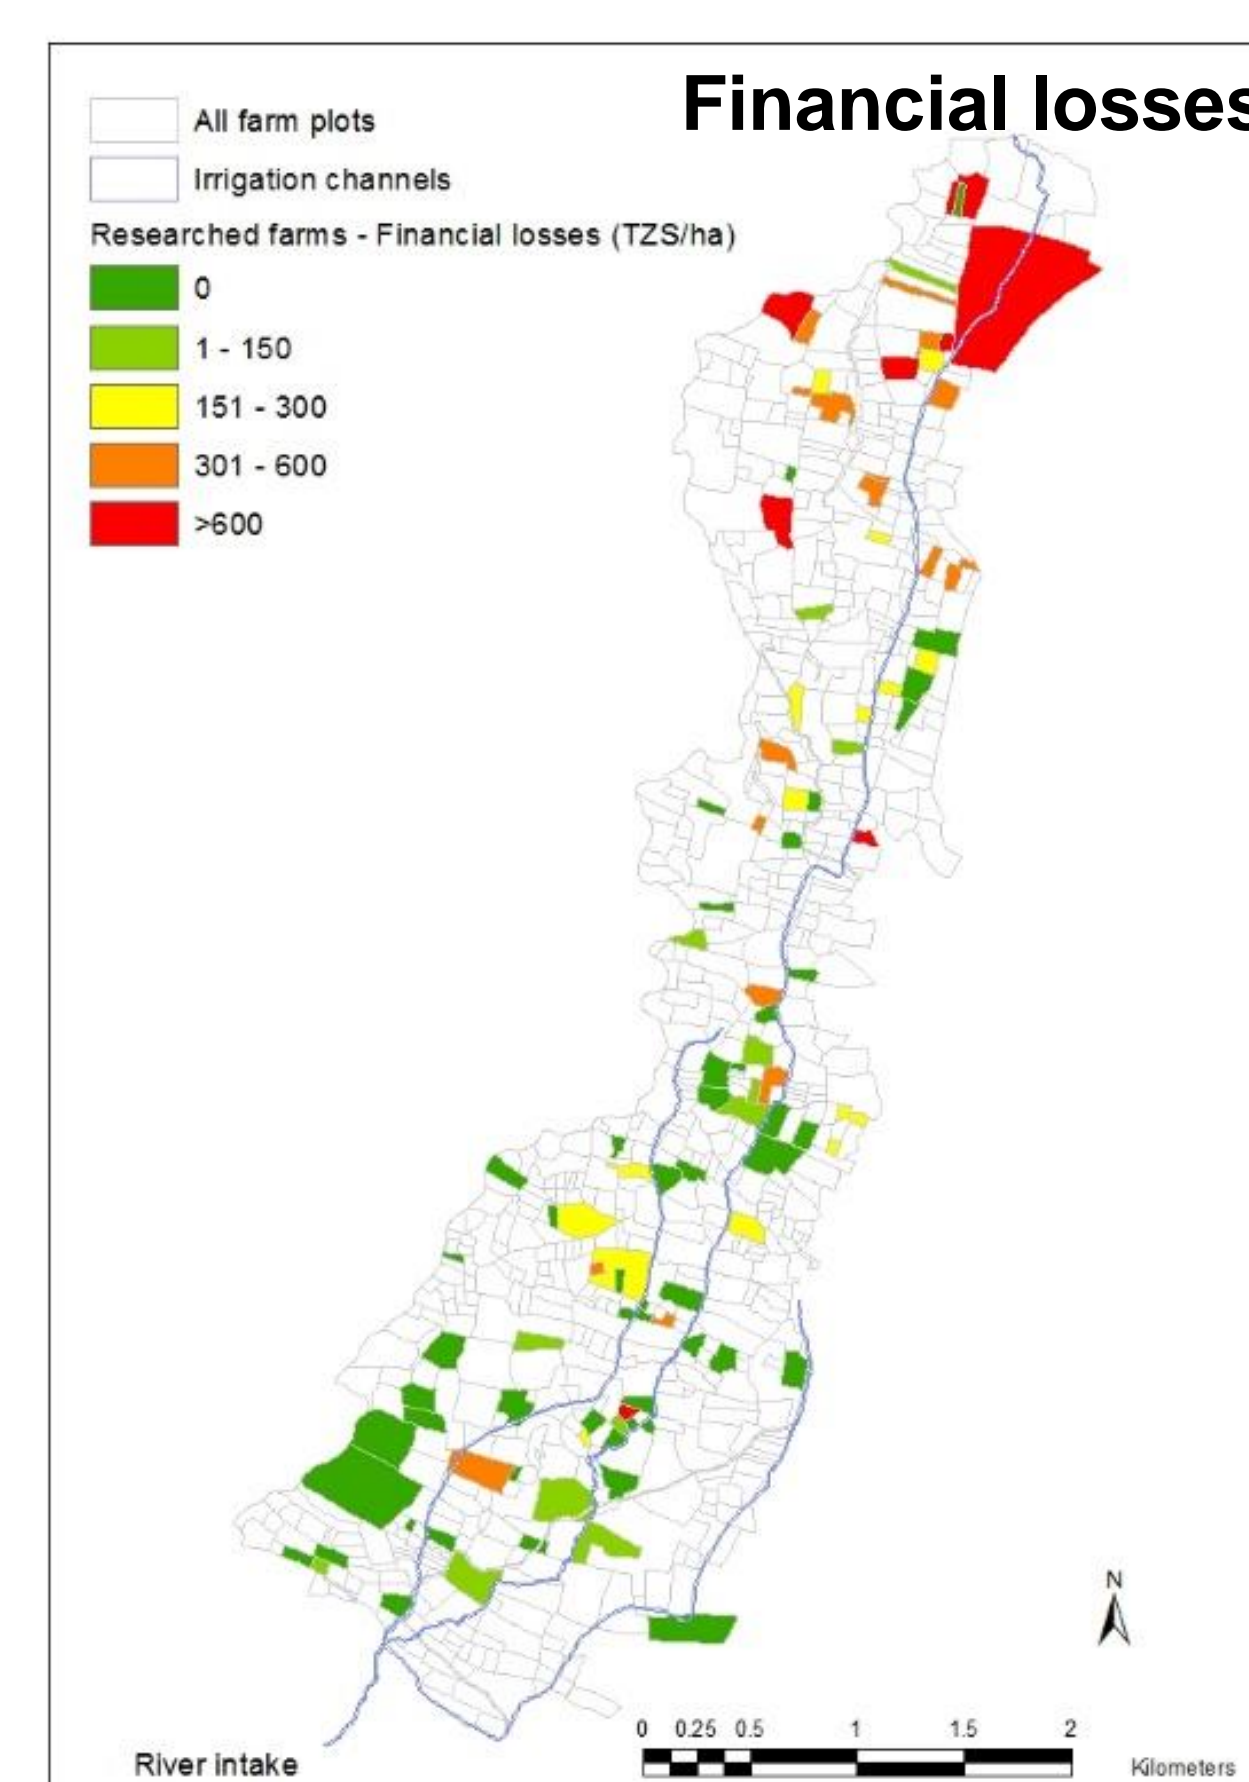 Financial losses
All farm plots
Irrigation channels
Researched farms - Financial losses (TZS/ha)
0
1 - 150
151 - 300
301 - 600
>600
N
0 0.25 0.5 1 1.5 2
River intake
Kilometers